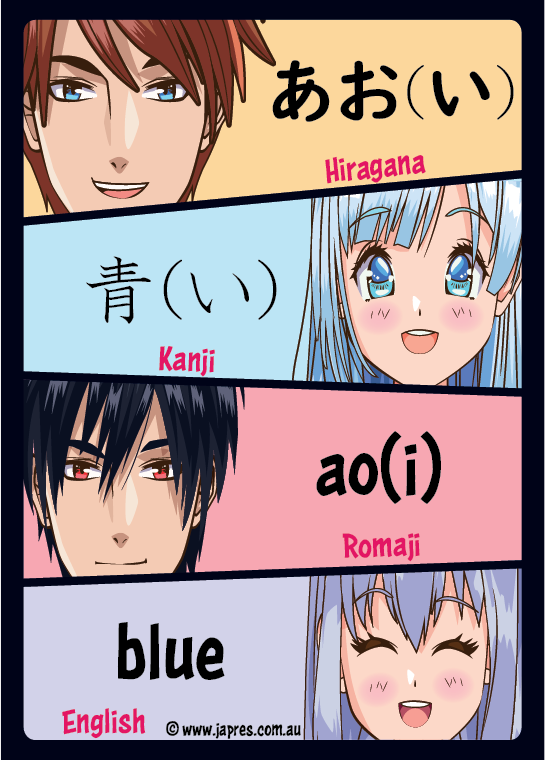 あお(い)
Hiragana
青(い)
Kanji
ao(i)
Romaji
blue
English
© www.japres.com.au